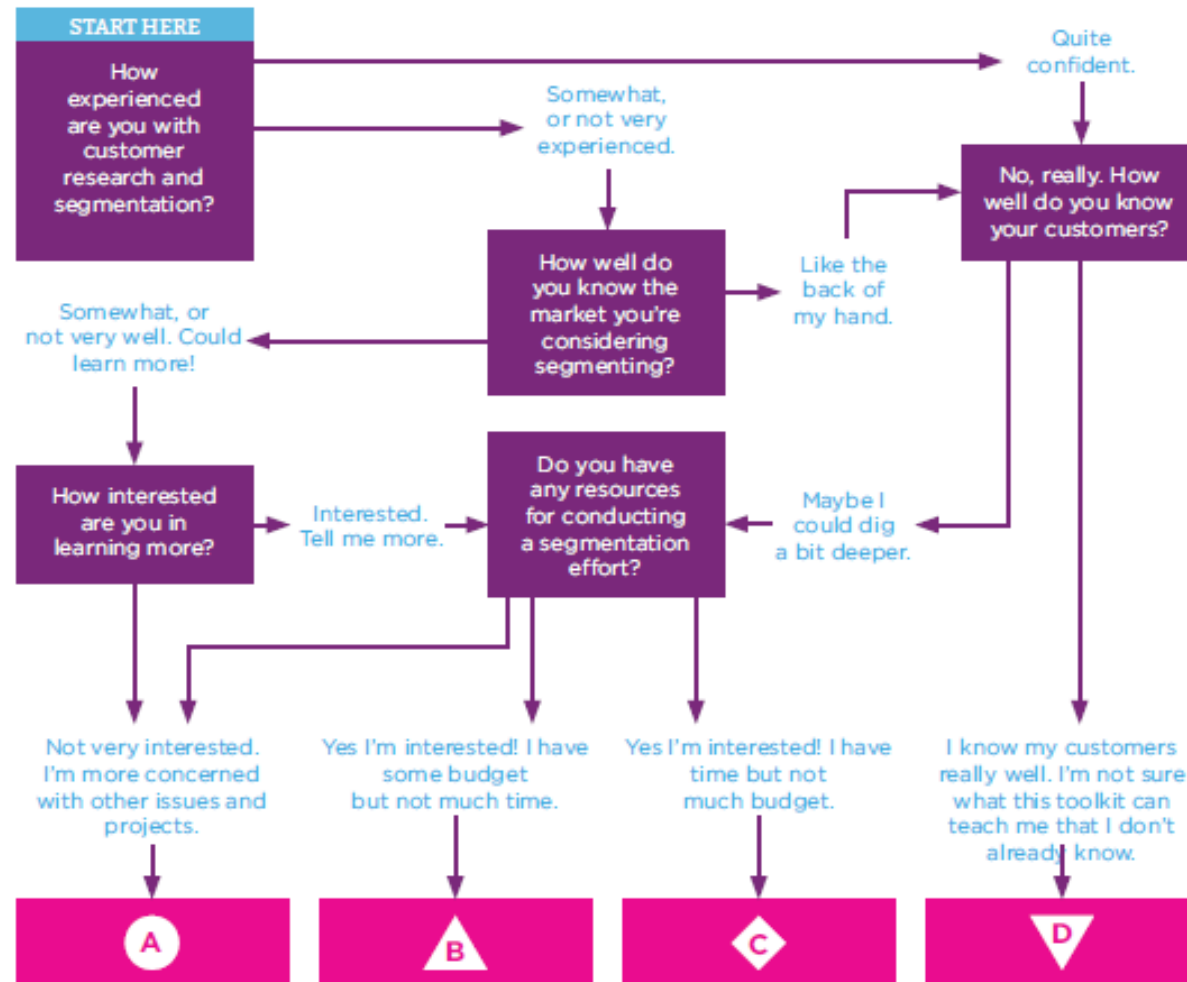 START HERE
How
experienced
are you with
customer
research and
segmentation?
Quite
confident.
Somewhat,
or not very
experienced.
No, really. How
well do you know
your customers?
How well do
you know the
market you're
considering
segmenting?
Like the
back of
my hand.
Somewhat, or
not very well. Could
learn more!
How interested
are you in
learning more?
Interested.
Tell me more.
Do you have
any resources
for conducting
a segmentation
effort?
Maybe I
could dig
a bit deeper.
Not very interested.
I'm more concerned
with other issues and
projects.
Yes I'm interested! I have
some budget
but not much time.
Yes I'm interested! I have
time but not
much budget.
I know my customers
really well. I'm not sure
what this toolkit can
teach me that I don't
already know.
A
B
C
D